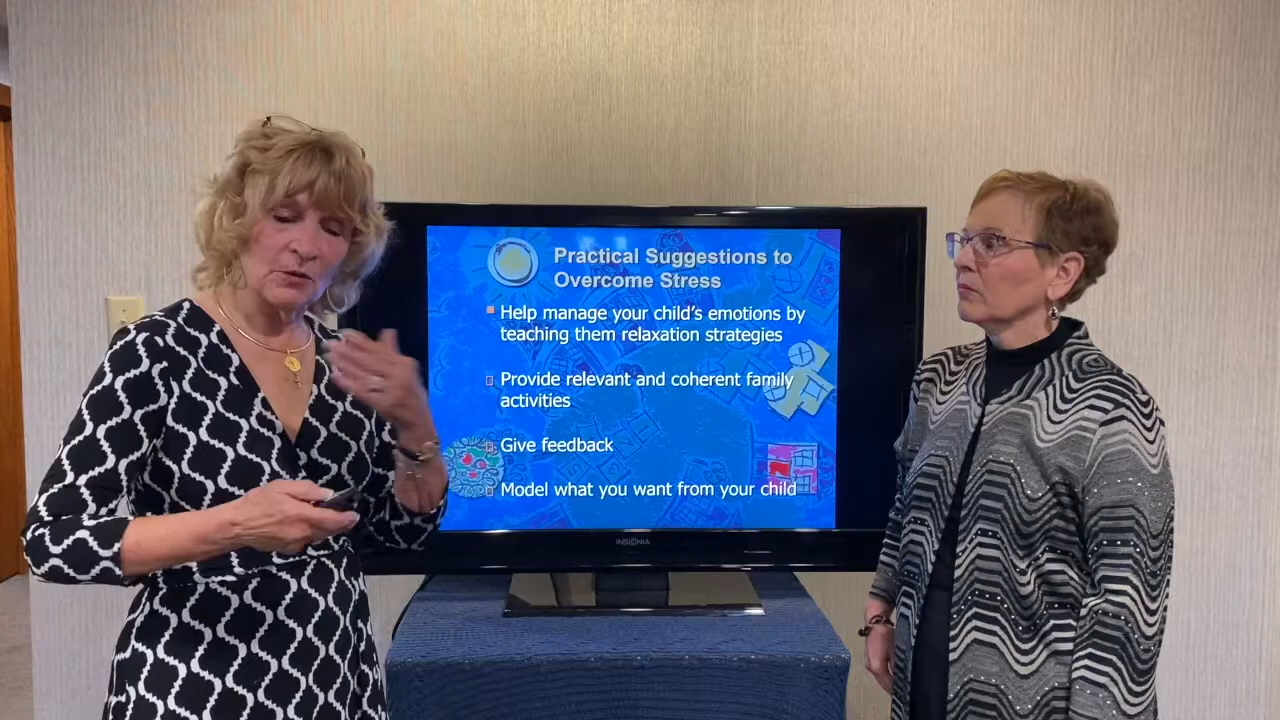 Practical Suggestions to
Overcome Stress
Help manage your child's emotions by
teaching them relaxation strategies
Provide relevant and coherent family
activities
Give feedback
Model what you want from your child
INSIGNIA